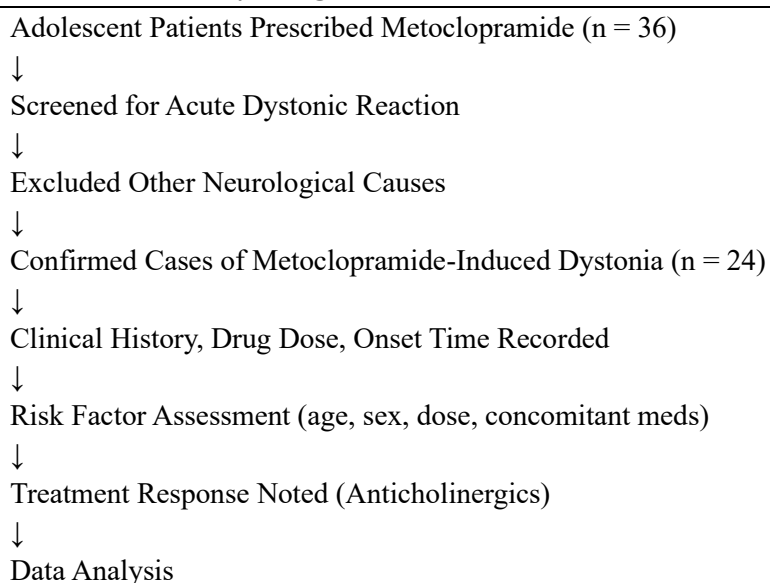 Adolescent Patients Prescribed Metoclopramide (n = 36)
↓
Screened for Acute Dystonic Reaction
↓
Excluded Other Neurological Causes
↓
Confirmed Cases of Metoclopramide-Induced Dystonia (n = 24)
↓
Clinical History, Drug Dose, Onset Time Recorded
↓
Risk Factor Assessment (age, sex, dose, concomitant meds)
↓
Treatment Response Noted (Anticholinergics)
↓
Data Analysis